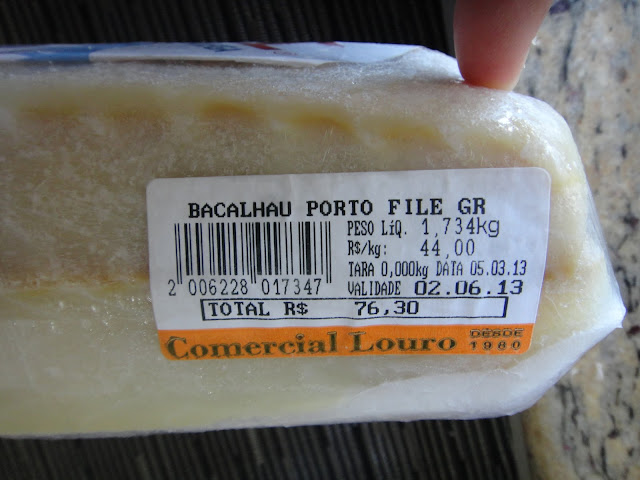 BACALHAU PORTO FILE GR
PESO LíQ. 1,734kg
R$/kg: 44,00
TARA 0,000kg DATA 05.03.13
2 006228 017347
VALIDADE 02.06.13
TOTAL R$ 76,30
Comercial Louro DESDE 1980